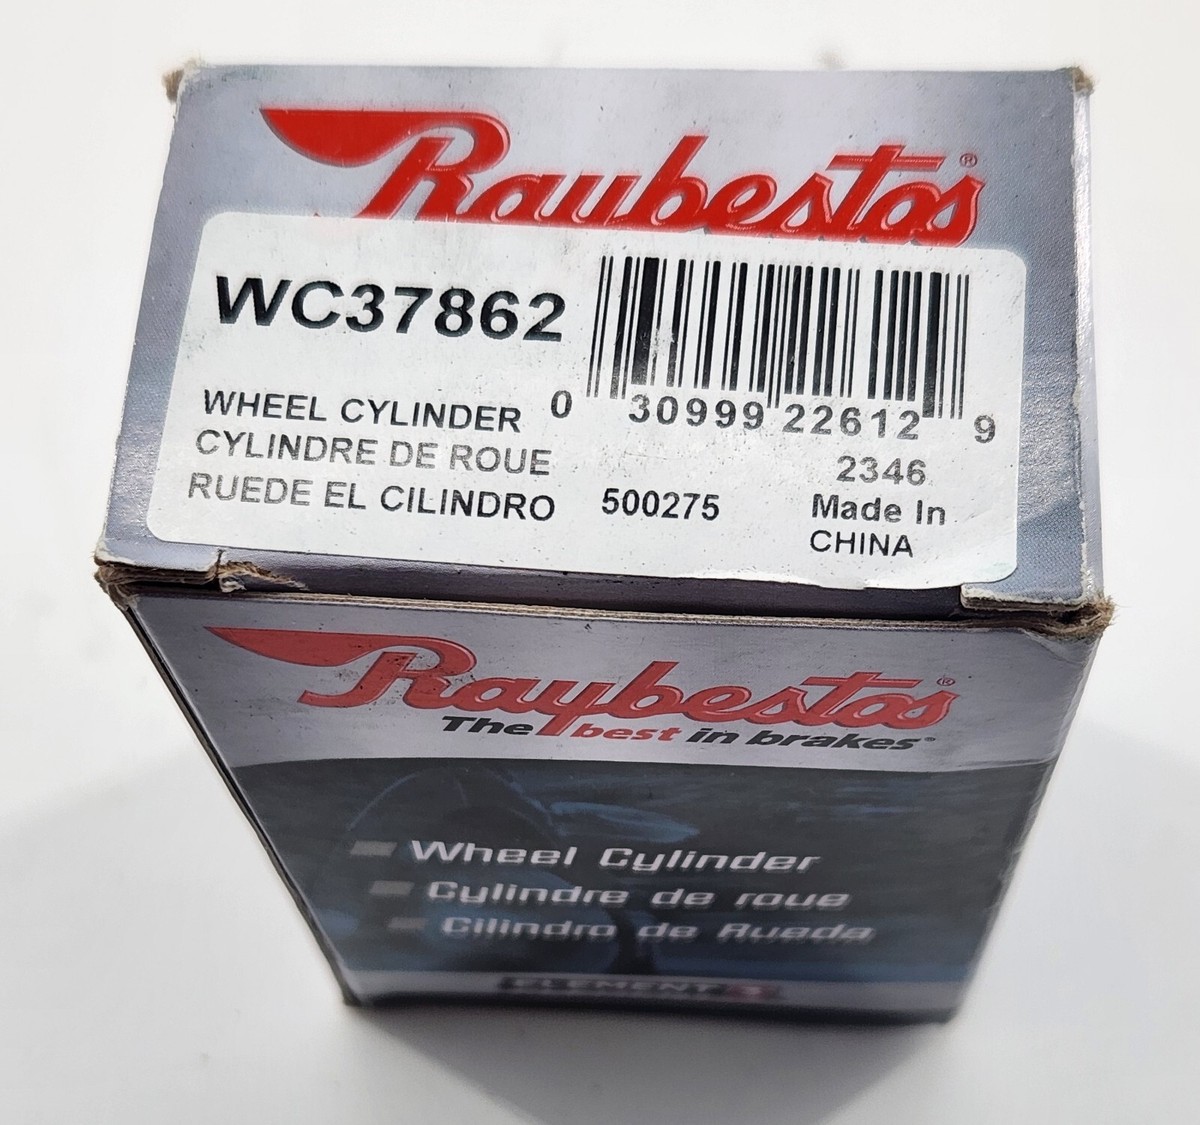 Raybestos®
WC37862
0 30999 22612 9
WHEEL CYLINDER
CYLINDRE DE ROUE
RUEDE EL CILINDRO
500275
2346
Made In
CHINA
Raybestos®
The best in brakes
Wheel Cylinder
Cylindre de roue
Cilindro de Rueda
ELEMENT3